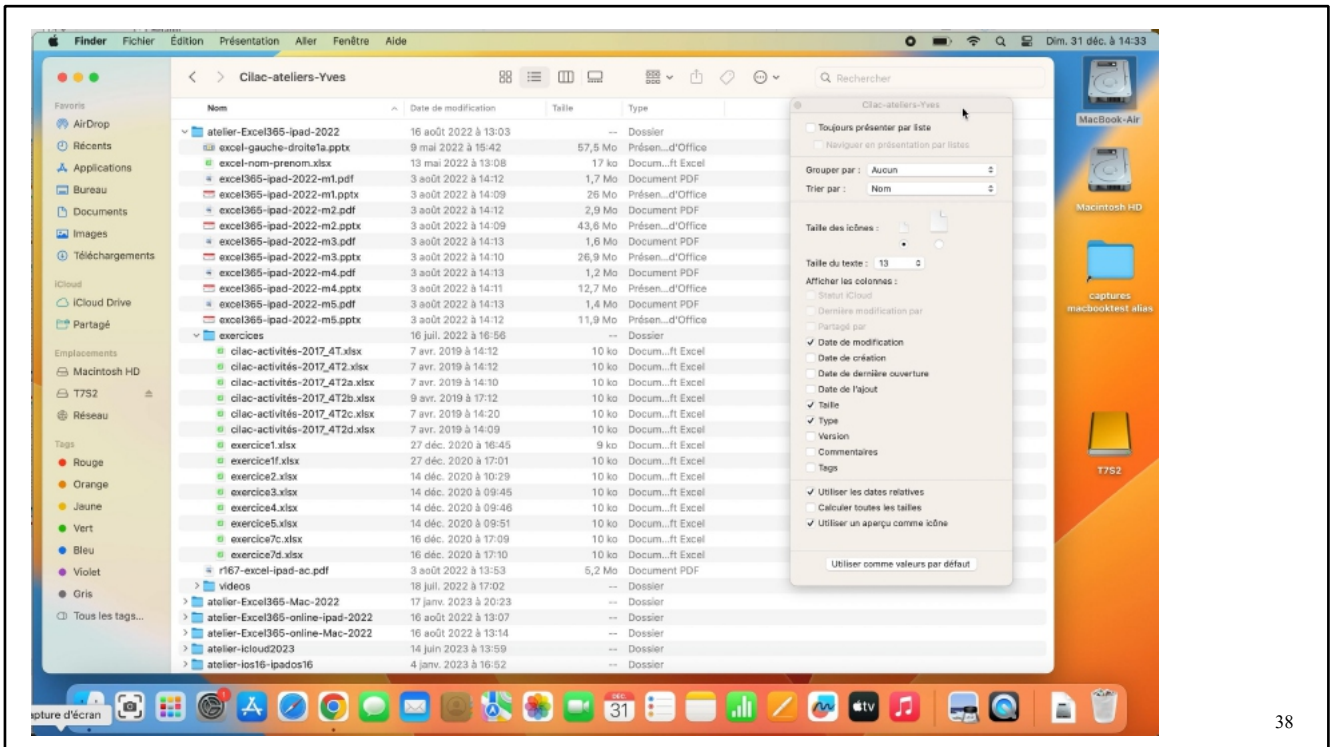 Finder Fichier Édition Présentation Aller Fenêtre Aide Dim. 31 déc. à 14:33
Cilac-ateliers-Yves
Rechercher
Favoris
AirDrop
Récents
Applications
Bureau
Documents
Images
Téléchargements
iCloud
iCloud Drive
Partagé
Emplacements
Macintosh HD
T7S2
Réseau
Tags
Rouge
Orange
Jaune
Vert
Bleu
Violet
Gris
Tous les tags...
Nom Date de modification Taille Type
atelier-Excel365-ipad-2022 16 août 2022 à 13:03 -- Dossier
excel-gauche-droite1a.pptx 9 mai 2022 à 15:42 57,5 Mo Présen...d'Office
excel-nom-prenom.xlsx 13 mai 2022 à 13:08 17 ko Docum...ft Excel
excel365-ipad-2022-m1.pdf 3 août 2022 à 14:12 1,7 Mo Document PDF
excel365-ipad-2022-m1.pptx 3 août 2022 à 14:09 26 Mo Présen...d'Office
excel365-ipad-2022-m2.pdf 3 août 2022 à 14:12 2,9 Mo Document PDF
excel365-ipad-2022-m2.pptx 3 août 2022 à 14:09 43,6 Mo Présen...d'Office
excel365-ipad-2022-m3.pdf 3 août 2022 à 14:13 1,6 Mo Document PDF
excel365-ipad-2022-m3.pptx 3 août 2022 à 14:10 26,9 Mo Présen...d'Office
excel365-ipad-2022-m4.pdf 3 août 2022 à 14:13 1,2 Mo Document PDF
excel365-ipad-2022-m4.pptx 3 août 2022 à 14:11 12,7 Mo Présen...d'Office
excel365-ipad-2022-m5.pdf 3 août 2022 à 14:13 1,4 Mo Document PDF
excel365-ipad-2022-m5.pptx 3 août 2022 à 14:12 11,9 Mo Présen...d'Office
exercices 16 juil. 2022 à 16:56 -- Dossier
cilac-activités-2017_4T.xlsx 7 avr. 2019 à 14:12 10 ko Docum...ft Excel
cilac-activités-2017_4T2.xlsx 7 avr. 2019 à 14:12 10 ko Docum...ft Excel
cilac-activités-2017_4T2a.xlsx 7 avr. 2019 à 14:10 10 ko Docum...ft Excel
cilac-activités-2017_4T2b.xlsx 9 avr. 2019 à 17:12 10 ko Docum...ft Excel
cilac-activités-2017_4T2c.xlsx 7 avr. 2019 à 14:20 10 ko Docum...ft Excel
cilac-activités-2017_4T2d.xlsx 7 avr. 2019 à 14:09 10 ko Docum...ft Excel
exercice1.xlsx 27 déc. 2020 à 16:45 9 ko Docum...ft Excel
exercice1f.xlsx 27 déc. 2020 à 17:01 10 ko Docum...ft Excel
exercice2.xlsx 14 déc. 2020 à 10:29 10 ko Docum...ft Excel
exercice3.xlsx 14 déc. 2020 à 09:45 10 ko Docum...ft Excel
exercice4.xlsx 14 déc. 2020 à 09:46 10 ko Docum...ft Excel
exercice5.xlsx 14 déc. 2020 à 09:51 10 ko Docum...ft Excel
exercice7c.xlsx 16 déc. 2020 à 17:09 10 ko Docum...ft Excel
exercice7d.xlsx 16 déc. 2020 à 17:10 10 ko Docum...ft Excel
r167-excel-ipad-ac.pdf 3 août 2022 à 13:53 5,2 Mo Document PDF
videos 18 juil. 2022 à 17:02 -- Dossier
atelier-Excel365-Mac-2022 17 janv. 2023 à 20:23 -- Dossier
atelier-Excel365-online-ipad-2022 16 août 2022 à 13:07 -- Dossier
atelier-Excel365-online-Mac-2022 16 août 2022 à 13:14 -- Dossier
atelier-icloud2023 14 juin 2023 à 13:59 -- Dossier
atelier-ios16-ipados16 4 janv. 2023 à 16:52 -- Dossier
Cilac-ateliers-Yves
Toujours présenter par liste
Naviguer en présentation par listes
Grouper par : Aucun
Trier par : Nom
Taille des icônes :
Taille du texte : 13
Afficher les colonnes :
Statut iCloud
Dernière modification par
Partagé par
Date de modification
Date de création
Date de dernière ouverture
Date de l'ajout
Taille
Type
Version
Commentaires
Tags
Utiliser les dates relatives
Calculer toutes les tailles
Utiliser un aperçu comme icône
Utiliser comme valeurs par défaut
MacBook-Air
Macintosh HD
captures
macbooktest alias
T7S2
apture d'écran
1
DÉC.
31
tv
38